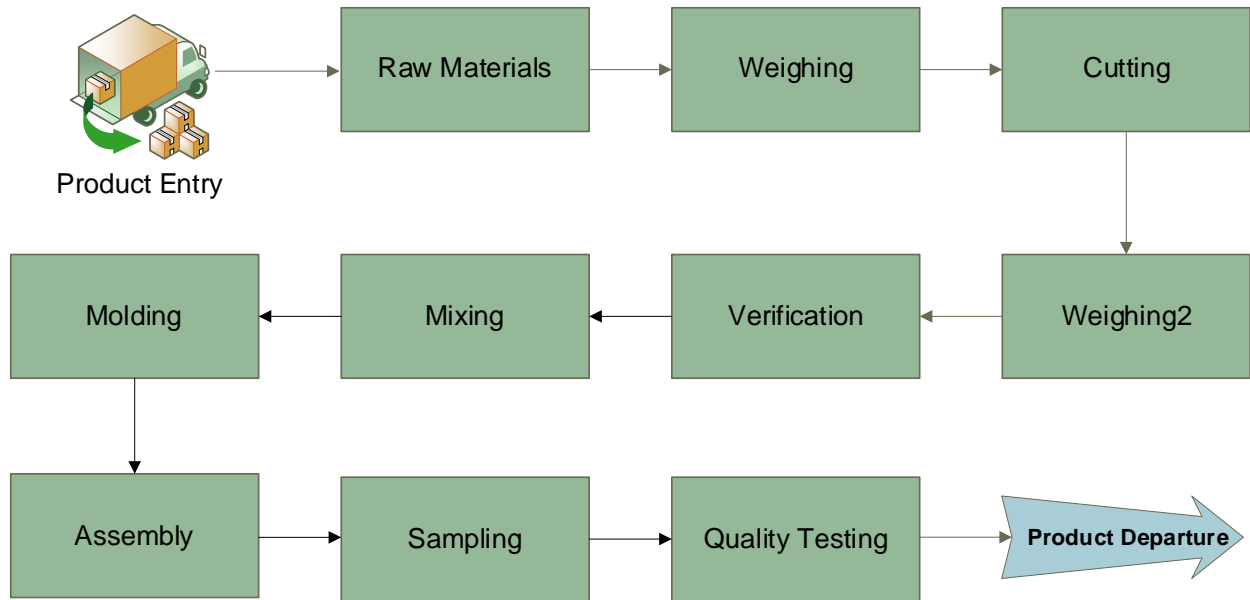 Product Entry
Raw Materials
Weighing
Cutting
Weighing2
Verification
Mixing
Molding
Assembly
Sampling
Quality Testing
Product Departure